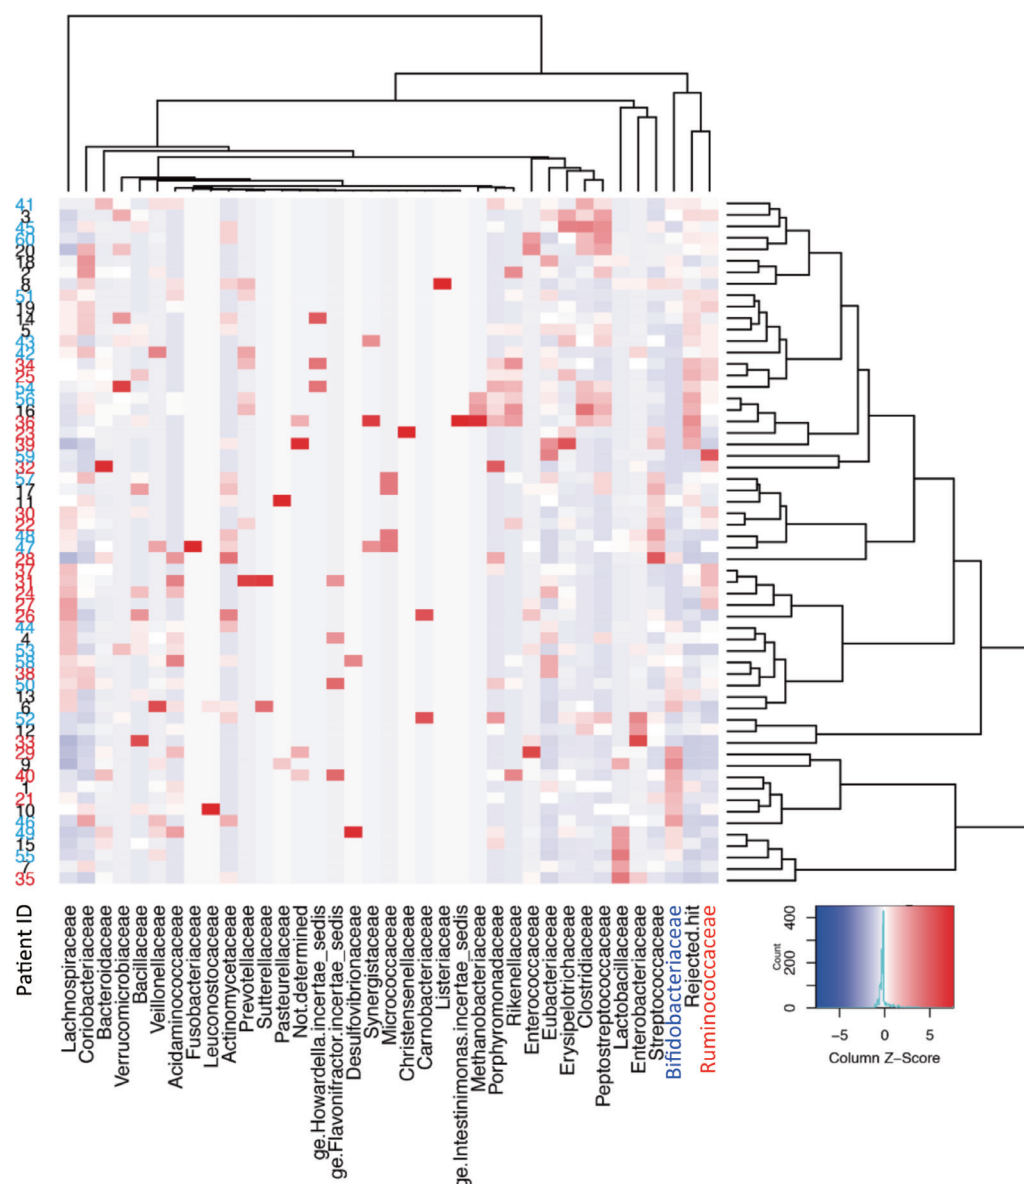 41
3
45
60
20
18
2
8
51
19
14
5
43
42
34
25
54
56
16
36
23
39
59
32
57
17
11
30
22
48
47
28
37
31
24
27
26
44
4
53
58
38
50
13
6
52
12
33
29
9
40
1
21
10
46
49
15
55
7
35
Patient ID
Lachnospiraceae
Coriobacteriaceae
Bacteroidaceae
Verrucomicrobiaceae
Bacillaceae
Veillonellaceae
Acidaminococcaceae
Fusobacteriaceae
Leuconostocaceae
Actinomycetaceae
Prevotellaceae
Sutterellaceae
Pasteurellaceae
Not.determined
ge.Howardella.incertae_sedis
ge.Flavonifractor.incertae_sedis
Desulfovibrionaceae
Synergistaceae
Micrococcaceae
Christensenellaceae
Carnobacteriaceae
Listeriaceae
ge.Intestinimonas.incertae_sedis
Methanobacteriaceae
Porphyromonadaceae
Rikenellaceae
Enterococcaceae
Eubacteriaceae
Erysipelotrichaceae
Clostridiaceae
Peptostreptococcaceae
Lactobacillaceae
Enterobacteriaceae
Streptococcaceae
Bifidobacteriaceae
Rejected.hit
Ruminococcaceae
Count
0 200 400
−5 0 5
Column Z−Score